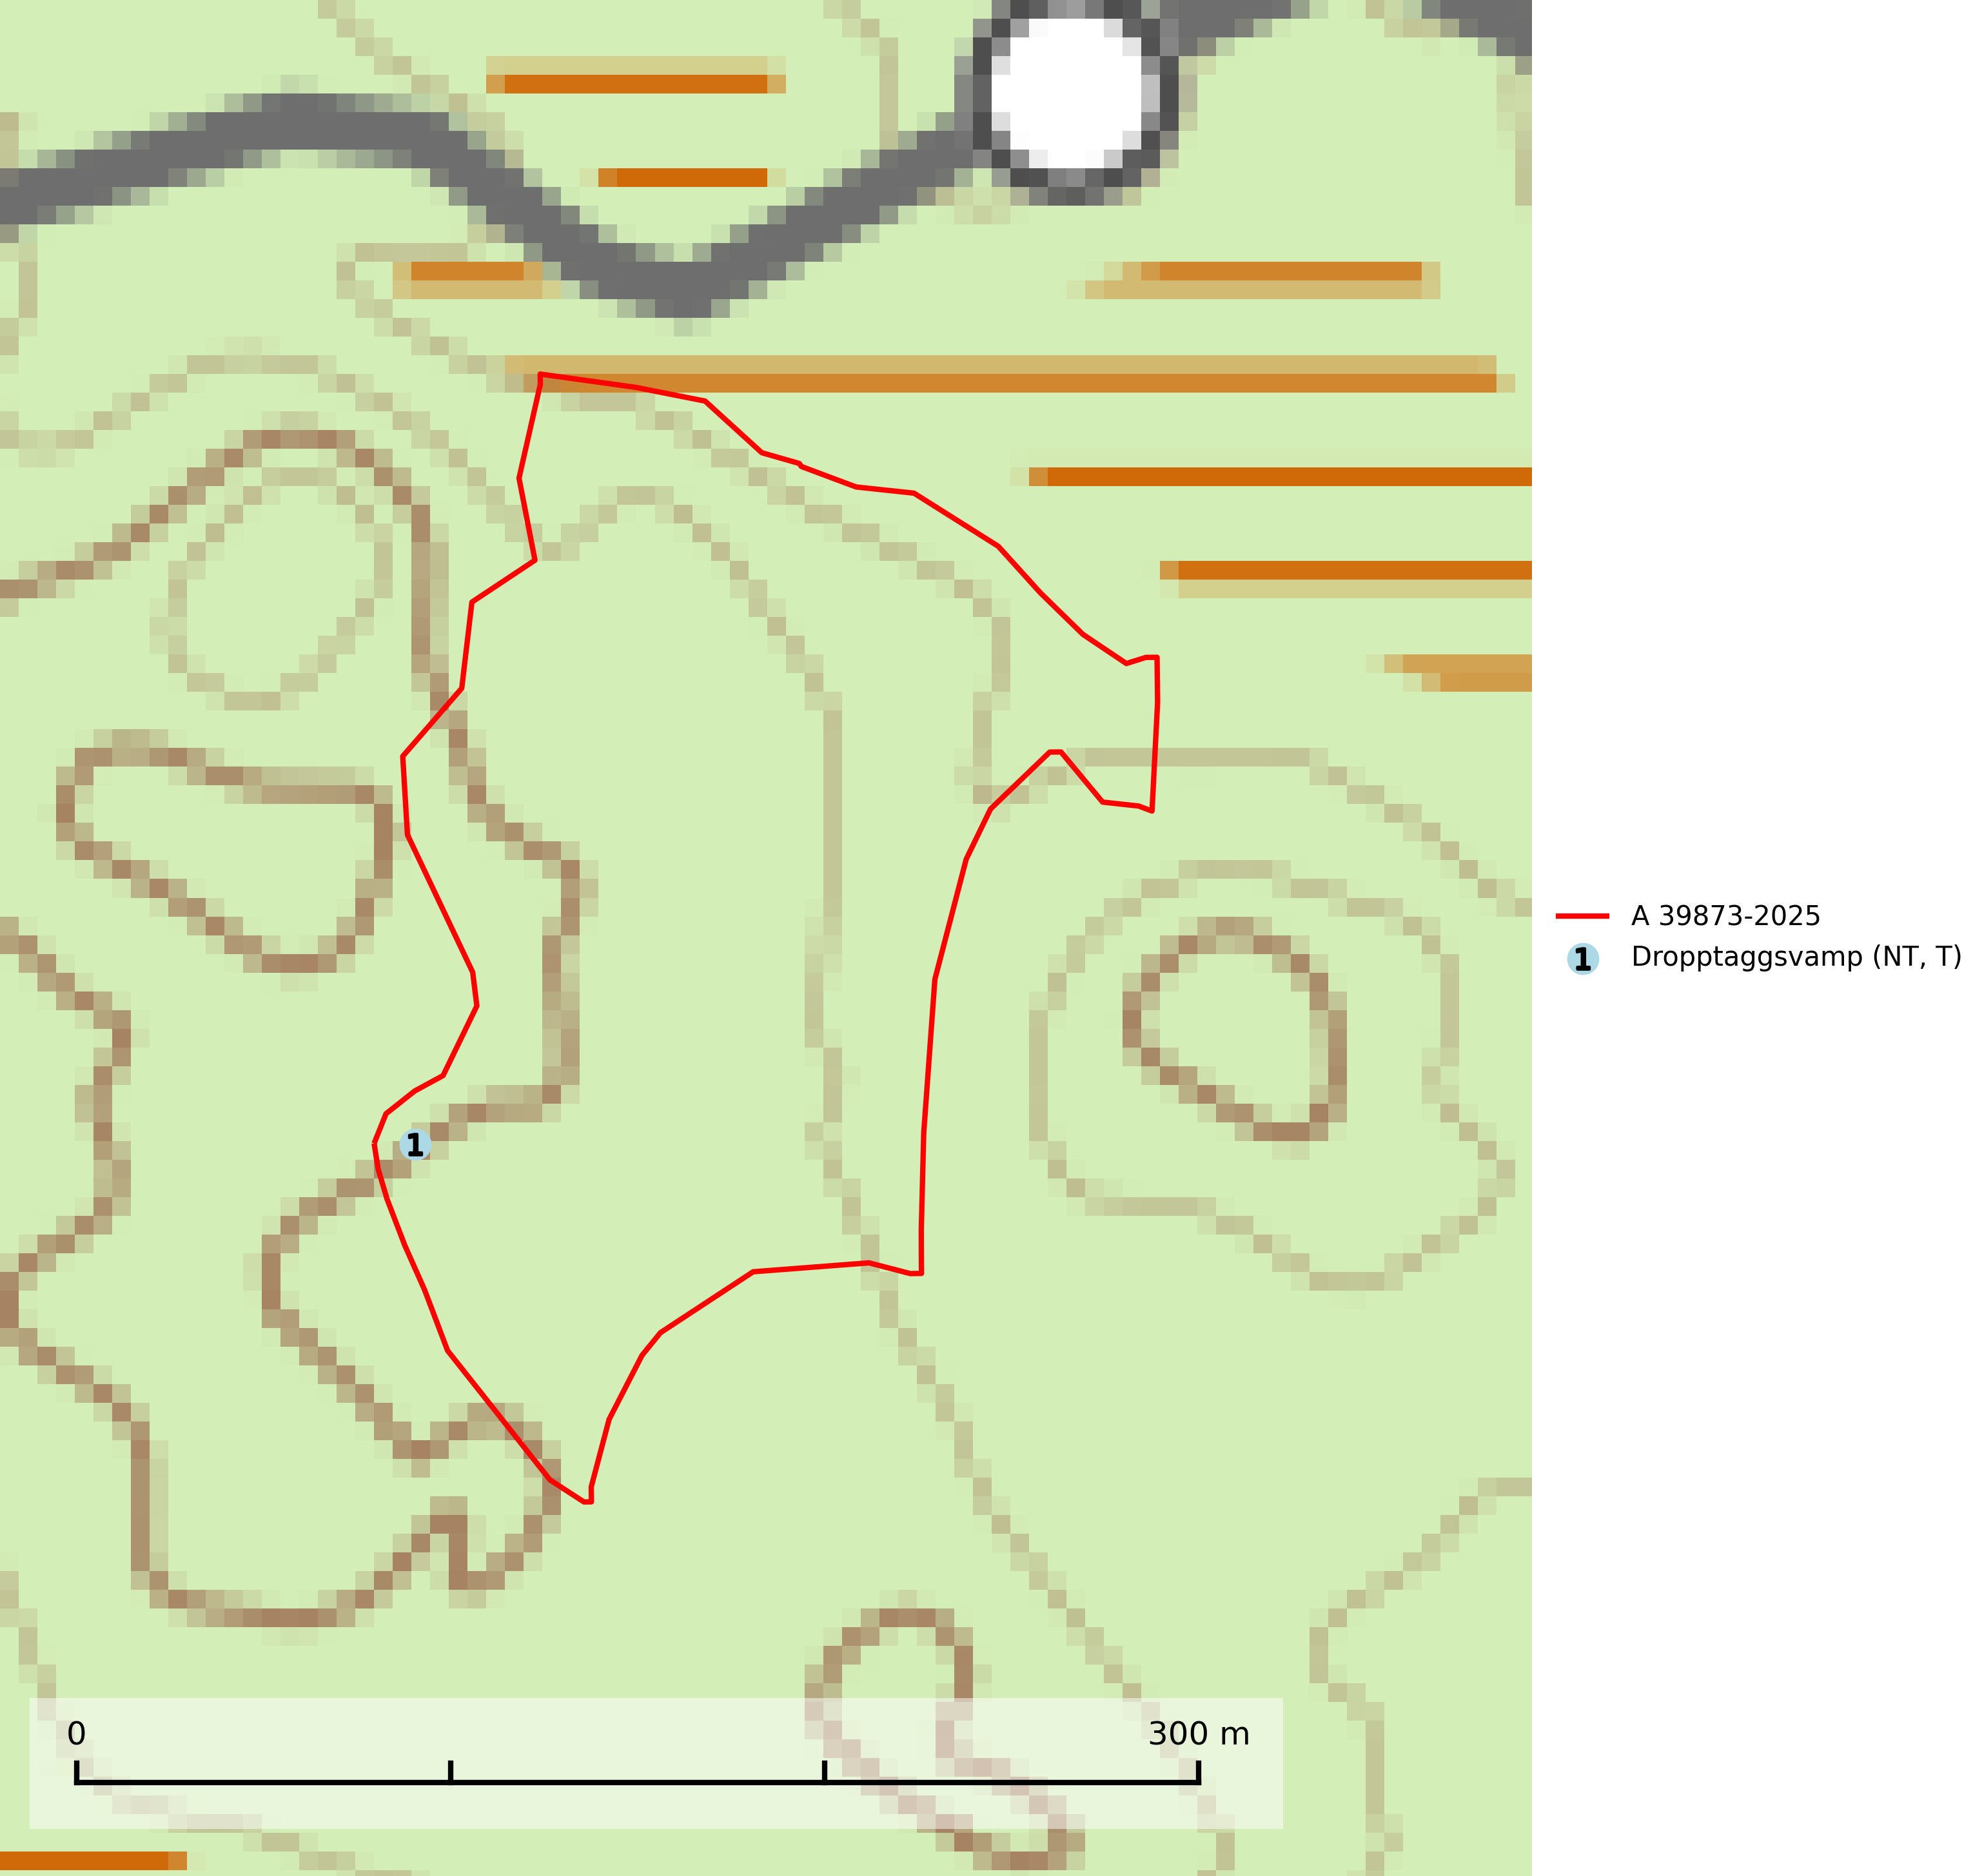 A 39873-2025
1 Dropptaggsvamp (NT, T)
1
0 300 m